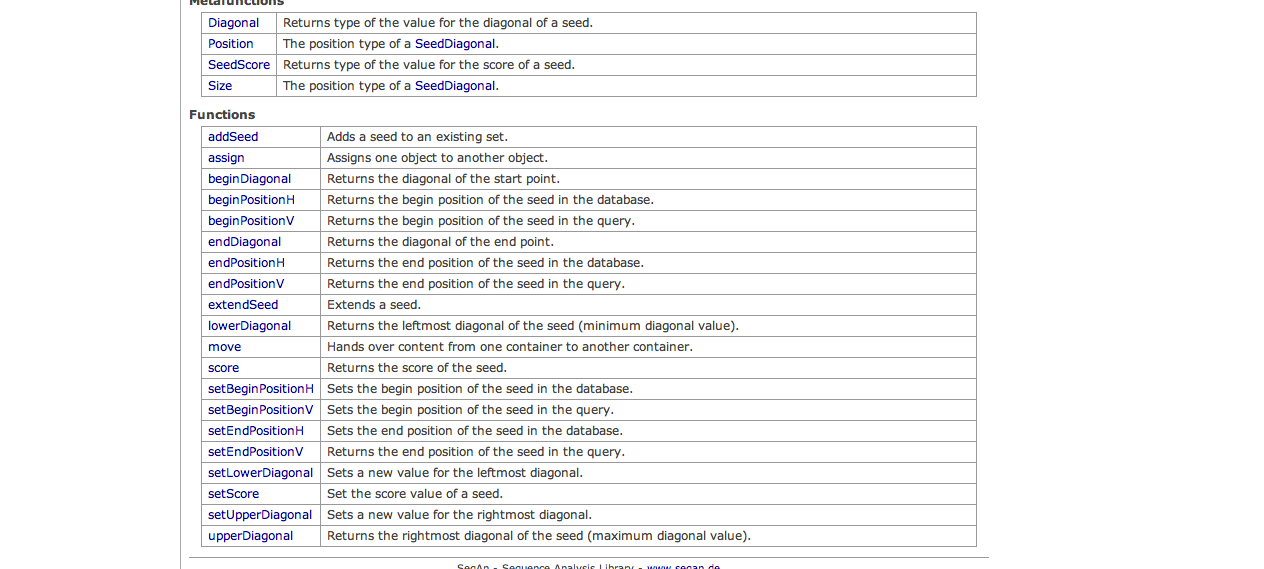 Metafunctions
Diagonal Returns type of the value for the diagonal of a seed.
Position The position type of a SeedDiagonal.
SeedScore Returns type of the value for the score of a seed.
Size The position type of a SeedDiagonal.
Functions
addSeed Adds a seed to an existing set.
assign Assigns one object to another object.
beginDiagonal Returns the diagonal of the start point.
beginPositionH Returns the begin position of the seed in the database.
beginPositionV Returns the begin position of the seed in the query.
endDiagonal Returns the diagonal of the end point.
endPositionH Returns the end position of the seed in the database.
endPositionV Returns the end position of the seed in the query.
extendSeed Extends a seed.
lowerDiagonal Returns the leftmost diagonal of the seed (minimum diagonal value).
move Hands over content from one container to another container.
score Returns the score of the seed.
setBeginPositionH Sets the begin position of the seed in the database.
setBeginPositionV Sets the begin position of the seed in the query.
setEndPositionH Sets the end position of the seed in the database.
setEndPositionV Returns the end position of the seed in the query.
setLowerDiagonal Sets a new value for the leftmost diagonal.
setScore Set the score value of a seed.
setUpperDiagonal Sets a new value for the rightmost diagonal.
upperDiagonal Returns the rightmost diagonal of the seed (maximum diagonal value).
SeqAn - Sequence Analysis Library - www.seqan.de